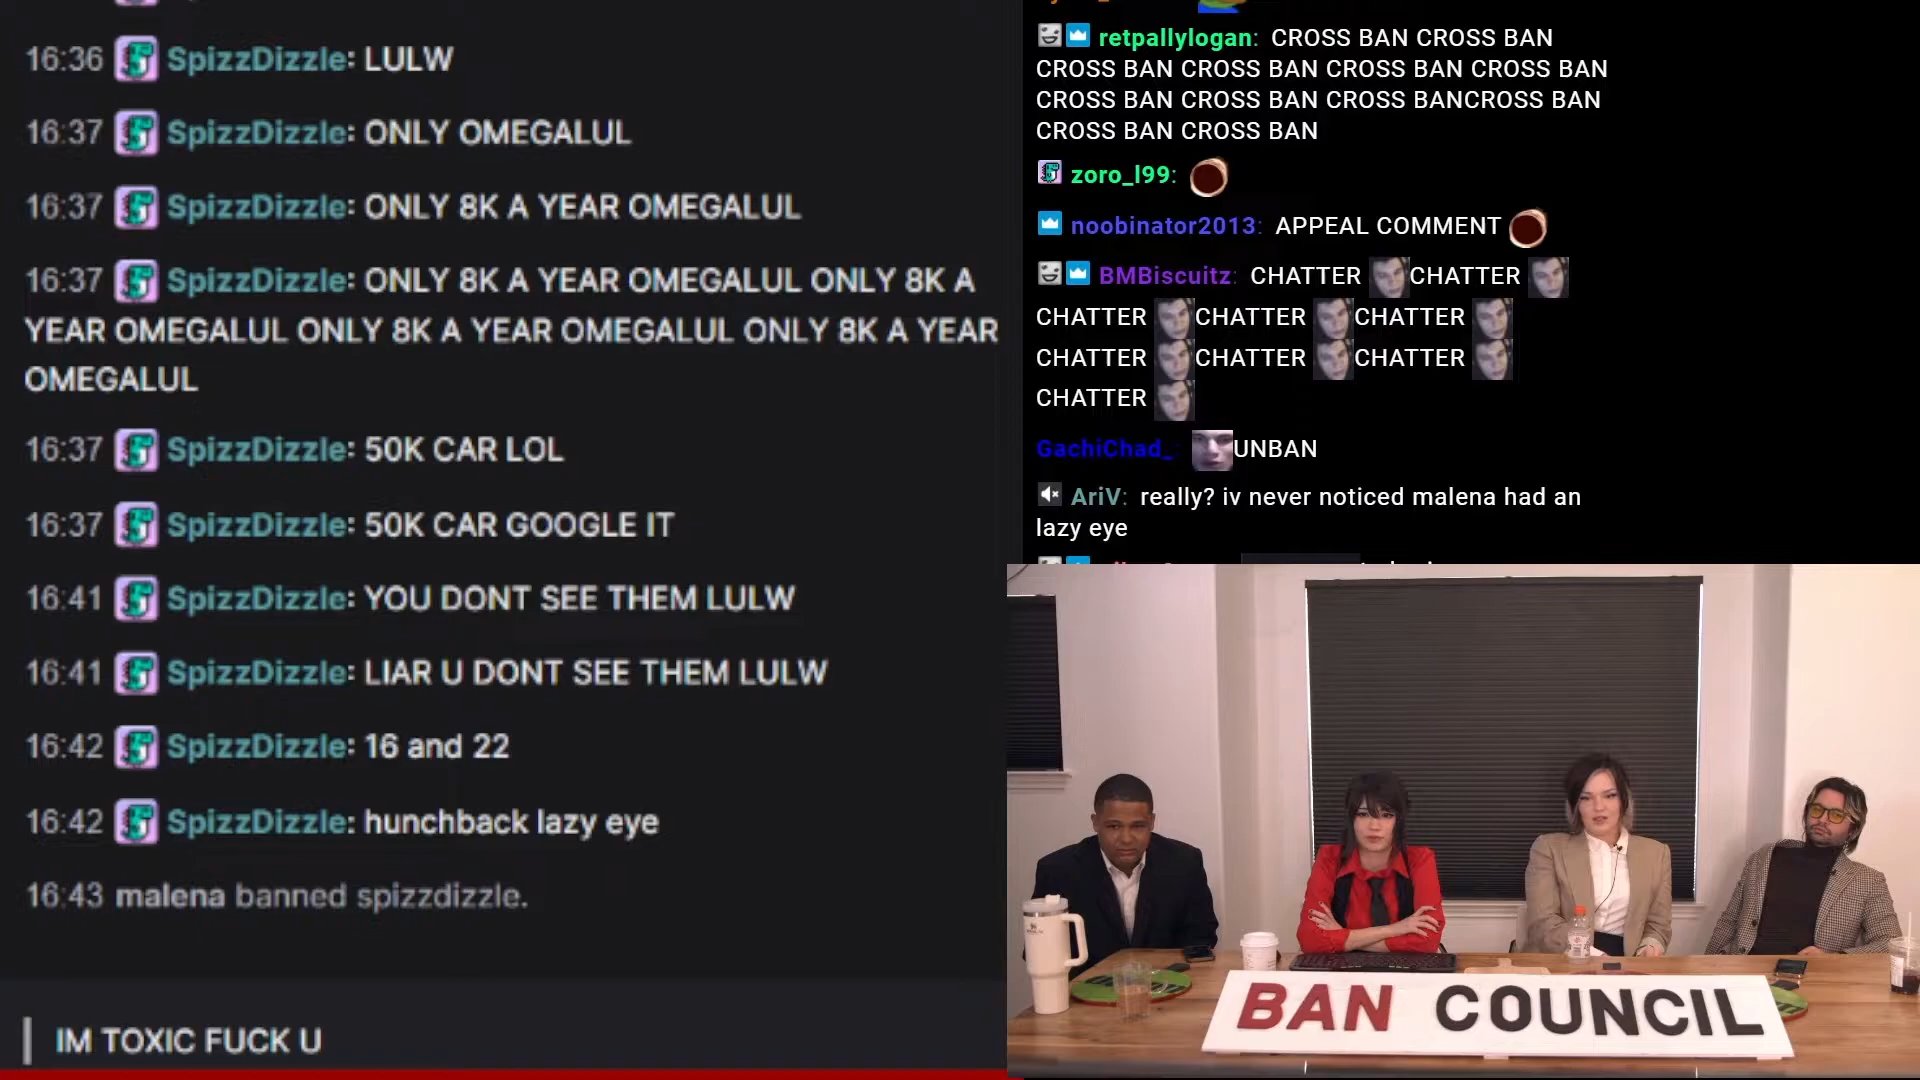 16:36 SpizzDizzle: LULW
16:37 SpizzDizzle: ONLY OMEGALUL
16:37 SpizzDizzle: ONLY 8K A YEAR OMEGALUL
16:37 SpizzDizzle: ONLY 8K A YEAR OMEGALUL ONLY 8K A
YEAR OMEGALUL ONLY 8K A YEAR OMEGALUL ONLY 8K A YEAR
OMEGALUL
16:37 SpizzDizzle: 50K CAR LOL
16:37 SpizzDizzle: 50K CAR GOOGLE IT
16:41 SpizzDizzle: YOU DONT SEE THEM LULW
16:41 SpizzDizzle: LIAR U DONT SEE THEM LULW
16:42 SpizzDizzle: 16 and 22
16:42 SpizzDizzle: hunchback lazy eye
16:43 malena banned spizzdizzle.
IM TOXIC FUCK U
retpallylogan: CROSS BAN CROSS BAN
CROSS BAN CROSS BAN CROSS BAN CROSS BAN
CROSS BAN CROSS BAN CROSS BANCROSS BAN
CROSS BAN CROSS BAN
zoro_l99:
noobinator2013: APPEAL COMMENT
BMBiscuitz: CHATTER CHATTER
CHATTER CHATTER CHATTER
CHATTER CHATTER CHATTER
CHATTER
GachiChad_: UNBAN
AriV: really? iv never noticed malena had an
lazy eye
BAN COUNCIL